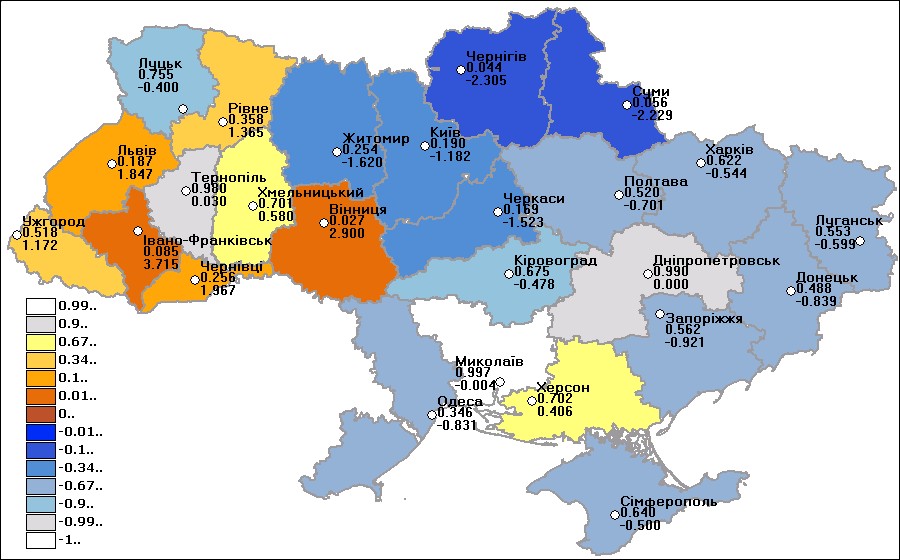 Чернігів
0.044
-2.305
Луцьк
0.755
-0.400
Суми
0.056
-2.229
Рівне
0.358
1.365
Житомир
0.254
-1.620
Київ
0.190
-1.182
Харків
0.622
-0.544
Львів
0.187
1.847
Тернопіль
0.980
0.030
Хмельницький
0.701
0.580
Полтава
0.520
-0.701
Вінниця
0.027
2.900
Черкаси
0.169
-1.523
Ужгород
0.518
1.172
Луганськ
0.553
-0.599
Івано-Франківськ
0.085
3.715
Чернівці
0.256
1.967
Кіровоград
0.675
-0.478
Дніпропетровськ
0.990
0.000
Донецьк
0.488
-0.839
Запоріжжя
0.562
-0.921
Миколаїв
0.997
-0.004
Херсон
0.702
0.406
Одеса
0.346
-0.831
Сімферополь
0.640
-0.500
0.99..
0.9..
0.67..
0.34..
0.1..
0.01..
0..
-0.01..
-0.1..
-0.34..
-0.67..
-0.9..
-0.99..
-1..